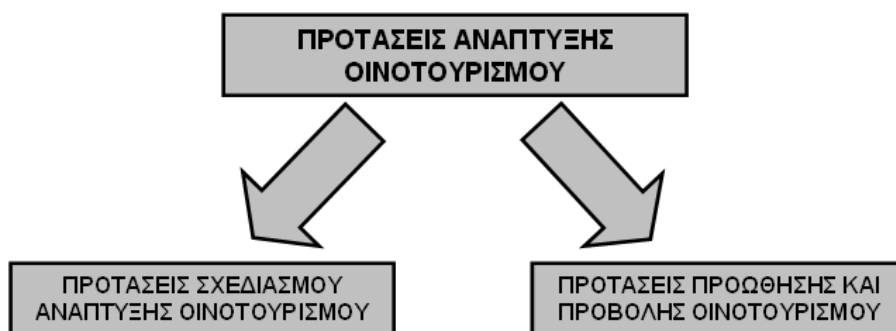 ΠΡΟΤΑΣΕΙΣ ΑΝΑΠΤΥΞΗΣ
ΟΙΝΟΤΟΥΡΙΣΜΟΥ
ΠΡΟΤΑΣΕΙΣ ΣΧΕΔΙΑΣΜΟΥ
ΑΝΑΠΤΥΞΗΣ ΟΙΝΟΤΟΥΡΙΣΜΟΥ
ΠΡΟΤΑΣΕΙΣ ΠΡΟΩΘΗΣΗΣ ΚΑΙ
ΠΡΟΒΟΛΗΣ ΟΙΝΟΤΟΥΡΙΣΜΟΥ